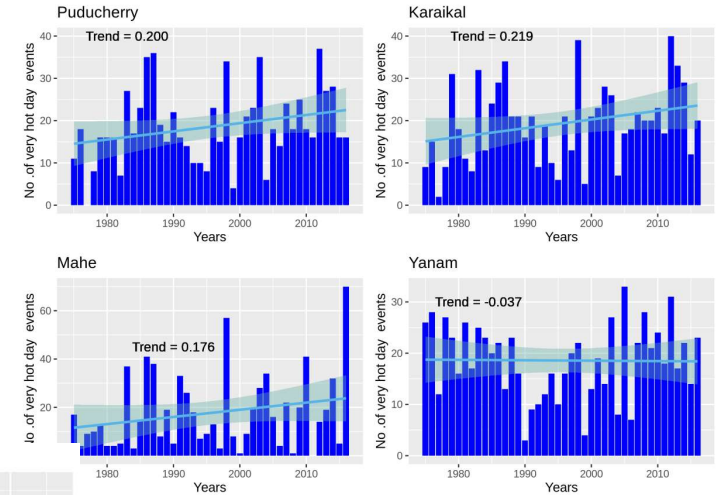 Puducherry
Trend = 0.200
No .of very hot day  events
40
30
20
10
0
1980
1990
2000
2010
Years
Karaikal
Trend = 0.219
No .of very hot day  events
40
30
20
10
0
1980
1990
2000
2010
Years
Mahe
Trend = 0.176
.of very hot day  events
60
40
20
1980
1990
2000
2010
Years
Yanam
Trend = -0.037
No .of very hot day  events
30
20
10
0
1980
1990
2000
2010
Years